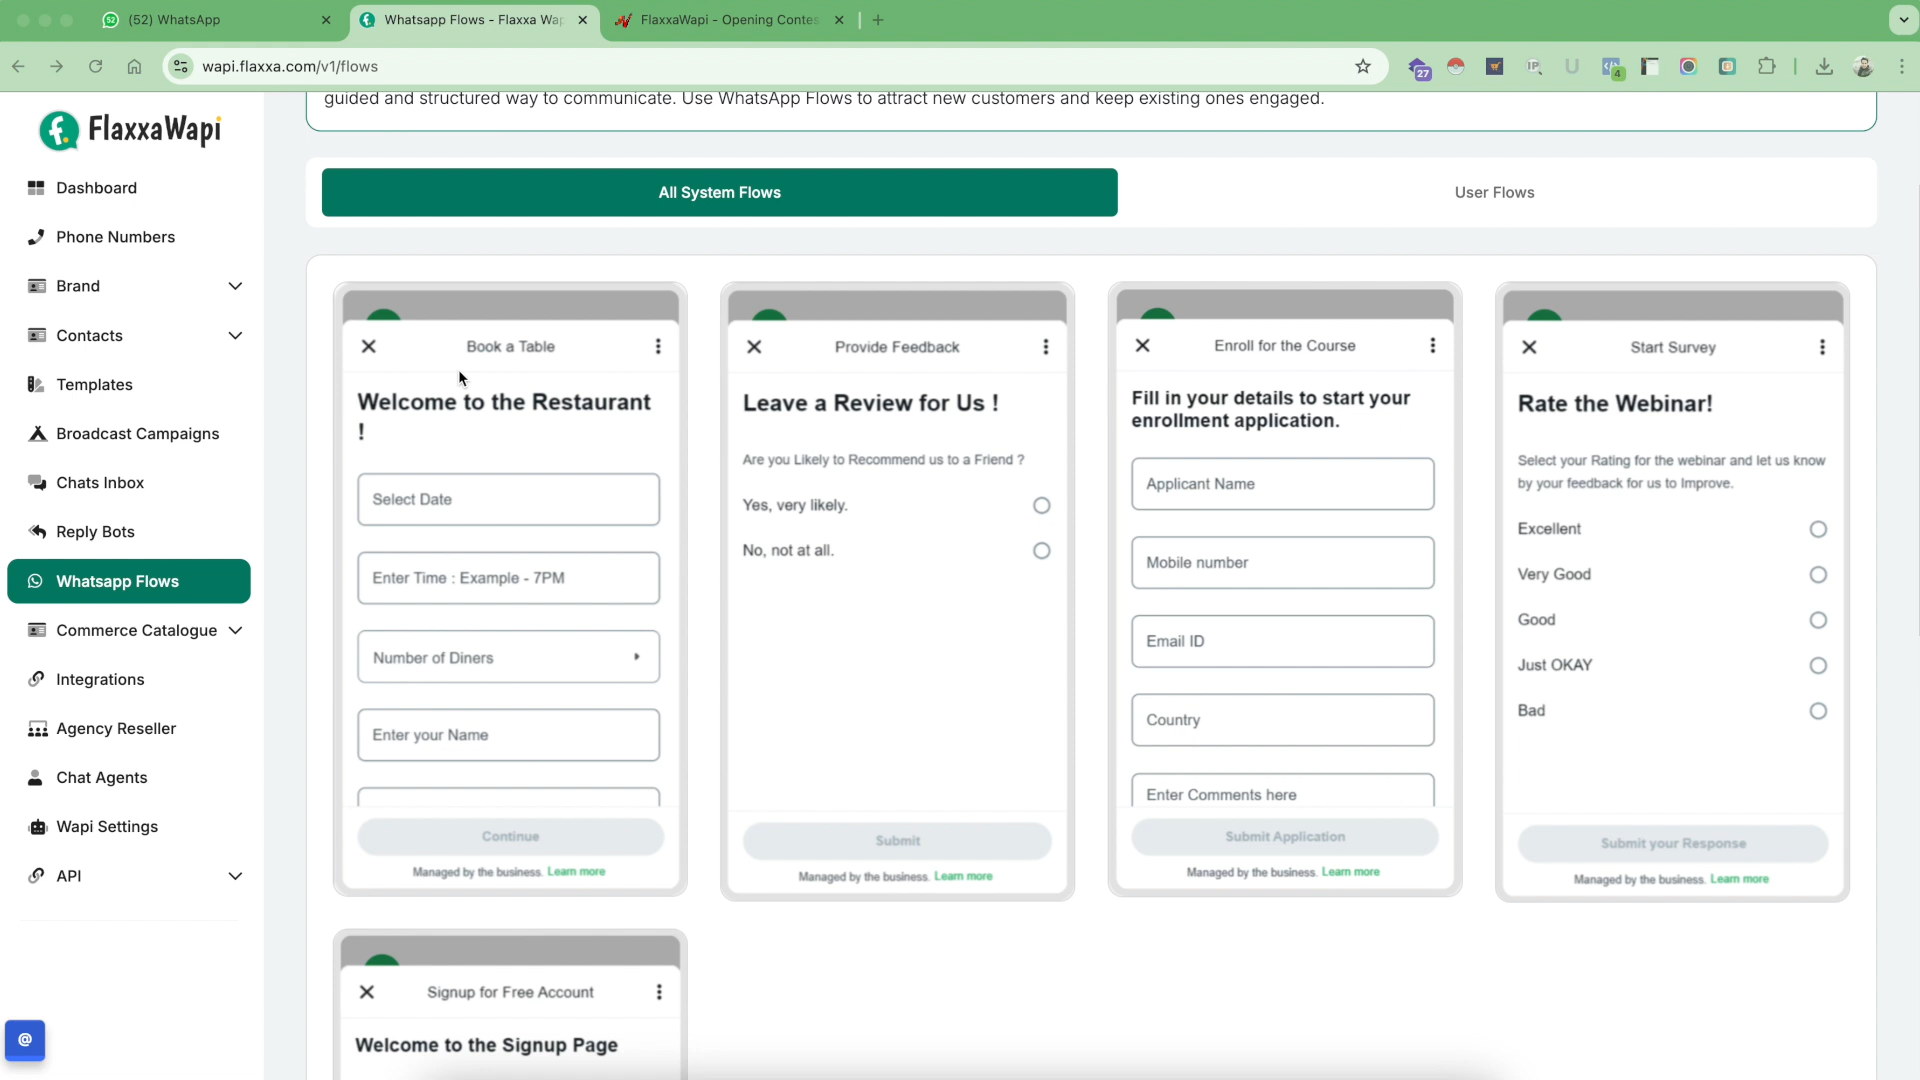 (52) WhatsApp
Whatsapp Flows - Flaxxa Wap
FlaxxaWapi - Opening Contes
wapi.flaxxa.com/v1/flows
27
IP
U
4
guided and structured way to communicate. Use WhatsApp Flows to attract new customers and keep existing ones engaged.
FlaxxaWapi
Dashboard
Phone Numbers
Brand
Contacts
Templates
Broadcast Campaigns
Chats Inbox
Reply Bots
Whatsapp Flows
Commerce Catalogue
Integrations
Agency Reseller
Chat Agents
Wapi Settings
API
@
All System Flows
User Flows
Book a Table
Welcome to the Restaurant
!
Select Date
Enter Time : Example - 7PM
Number of Diners
Enter your Name
Continue
Managed by the business. Learn more
Provide Feedback
Leave a Review for Us !
Are you Likely to Recommend us to a Friend ?
Yes, very likely.
No, not at all.
Submit
Managed by the business. Learn more
Enroll for the Course
Fill in your details to start your
enrollment application.
Applicant Name
Mobile number
Email ID
Country
Enter Comments here
Submit Application
Managed by the business. Learn more
Start Survey
Rate the Webinar!
Select your Rating for the webinar and let us know
by your feedback for us to Improve.
Excellent
Very Good
Good
Just OKAY
Bad
Submit your Response
Managed by the business. Learn more
Signup for Free Account
Welcome to the Signup Page